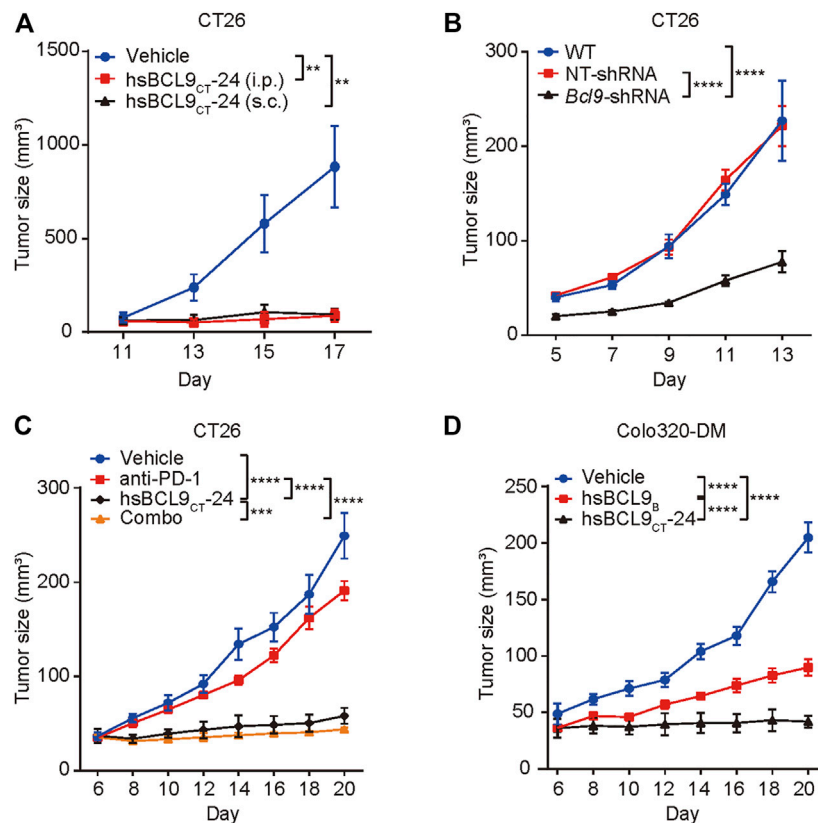 A
CT26
Tumor size (mm³)
1500
1000
500
0
Vehicle
hsBCL9CT-24 (i.p.)
hsBCL9CT-24 (s.c.)
**
**
11 13 15 17
Day
B
CT26
Tumor size (mm³)
300
200
100
0
WT
NT-shRNA
Bcl9-shRNA
****
****
5 7 9 11 13
Day
C
CT26
Tumor size (mm³)
300
200
100
0
Vehicle
anti-PD-1
hsBCL9CT-24
Combo
****
***
****
****
6 8 10 12 14 16 18 20
Day
D
Colo320-DM
Tumor size (mm³)
250
200
150
100
50
0
Vehicle
hsBCL9B
hsBCL9CT-24
****
****
****
6 8 10 12 14 16 18 20
Day